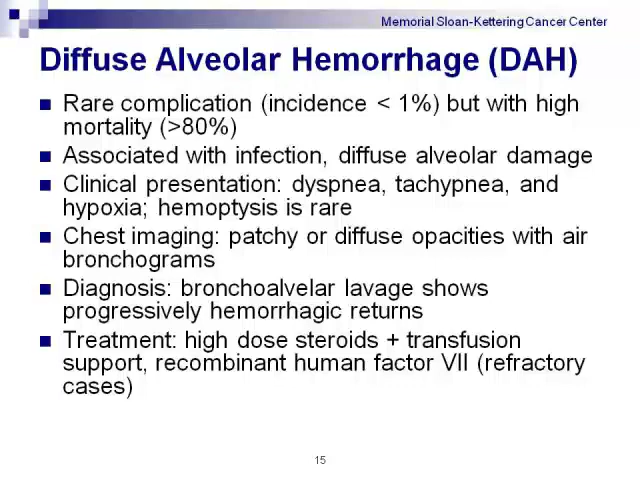 Memorial Sloan-Kettering Cancer Center
Diffuse Alveolar Hemorrhage (DAH)
Rare complication (incidence < 1%) but with high
mortality (>80%)
Associated with infection, diffuse alveolar damage
Clinical presentation: dyspnea, tachypnea, and
hypoxia; hemoptysis is rare
Chest imaging: patchy or diffuse opacities with air
bronchograms
Diagnosis: bronchoalvelar lavage shows
progressively hemorrhagic returns
Treatment: high dose steroids + transfusion
support, recombinant human factor VII (refractory
cases)
15